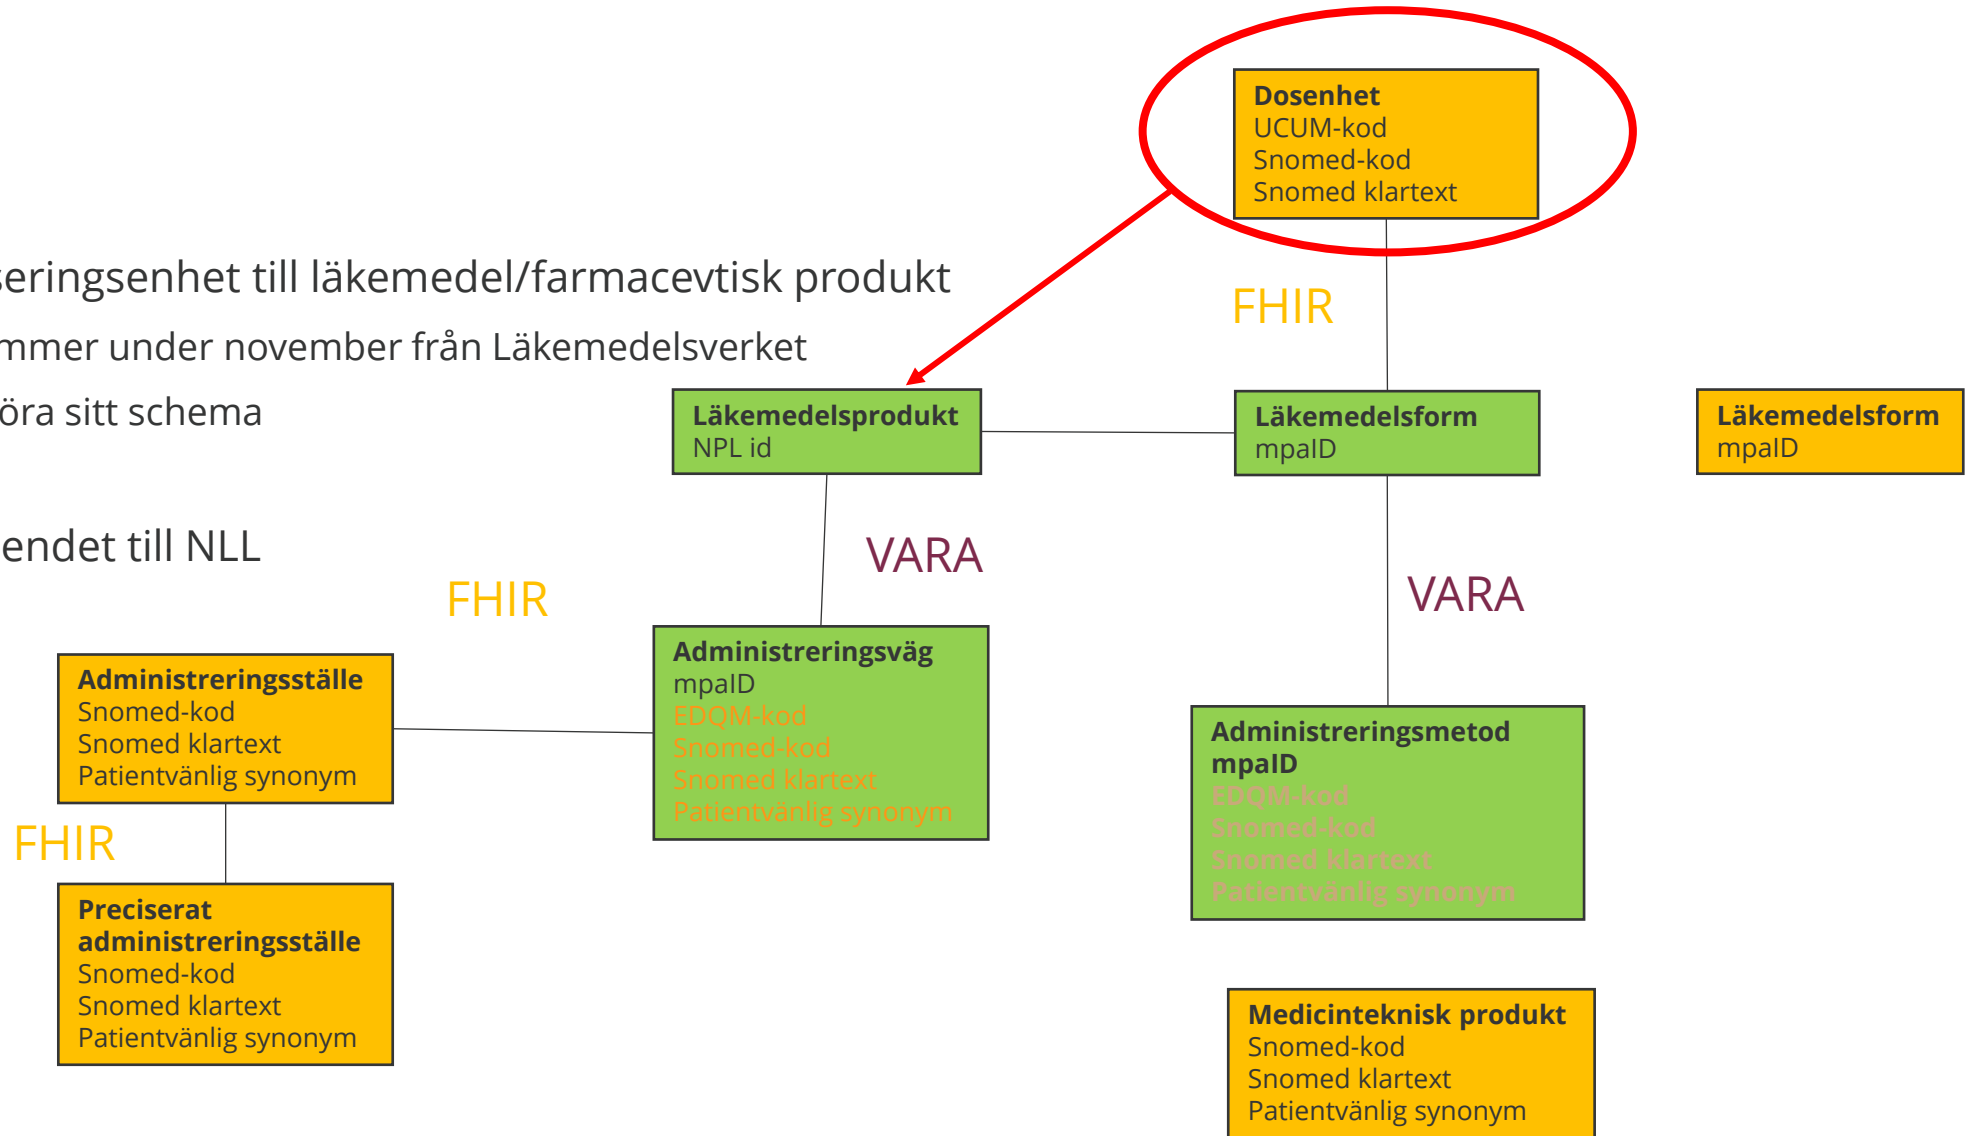 Dosenhet
UCUM-kod
Snomed-kod
Snomed klartext
seringsenhet till läkemedel/farmacevtisk produkt
FHIR
mmer under november från Läkemedelsverket
öra sitt schema
Läkemedelsprodukt
NPL id
Läkemedelsform
mpaID
Läkemedelsform
mpaID
endet till NLL
VARA
FHIR
VARA
Administreringsställe
Snomed-kod
Snomed klartext
Patientvänlig synonym
Administreringsväg
mpaID
EDQM-kod
Snomed-kod
Snomed klartext
Patientvänlig synonym
Administreringsmetod
mpaID
EDQM-kod
Snomed-kod
Snomed klartext
Patientvänlig synonym
FHIR
Preciserat
administreringsställe
Snomed-kod
Snomed klartext
Patientvänlig synonym
Medicinteknisk produkt
Snomed-kod
Snomed klartext
Patientvänlig synonym